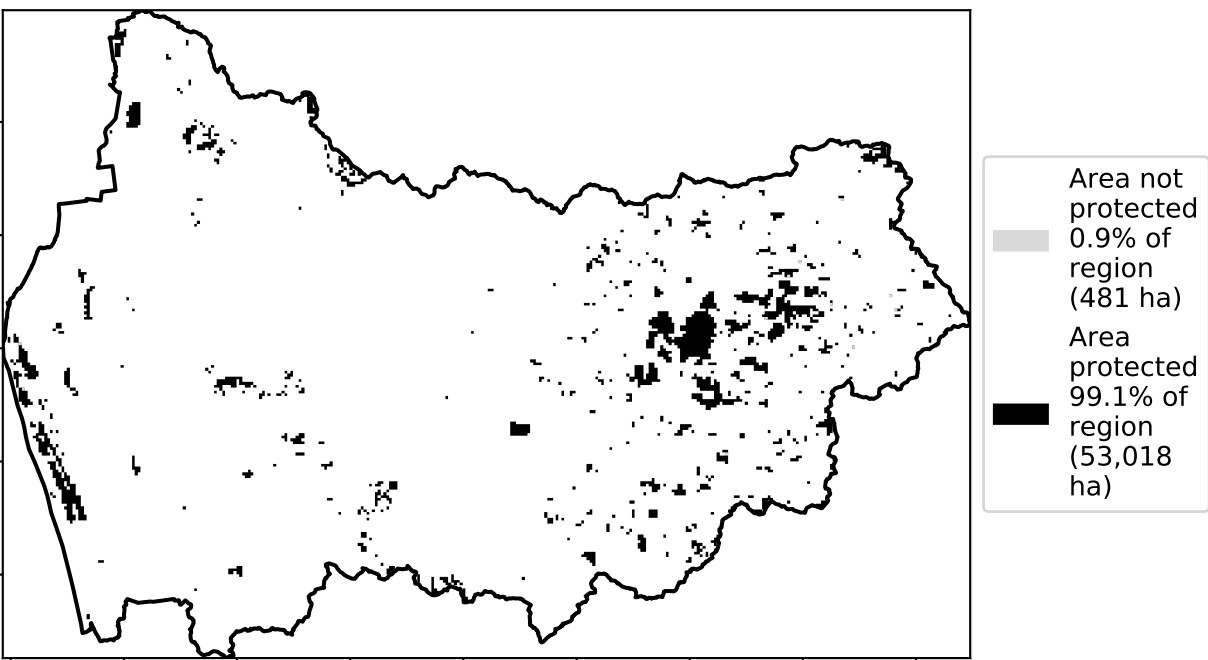 Area not
protected
0.9% of
region
(481 ha)
Area
protected
99.1% of
region
(53,018
ha)